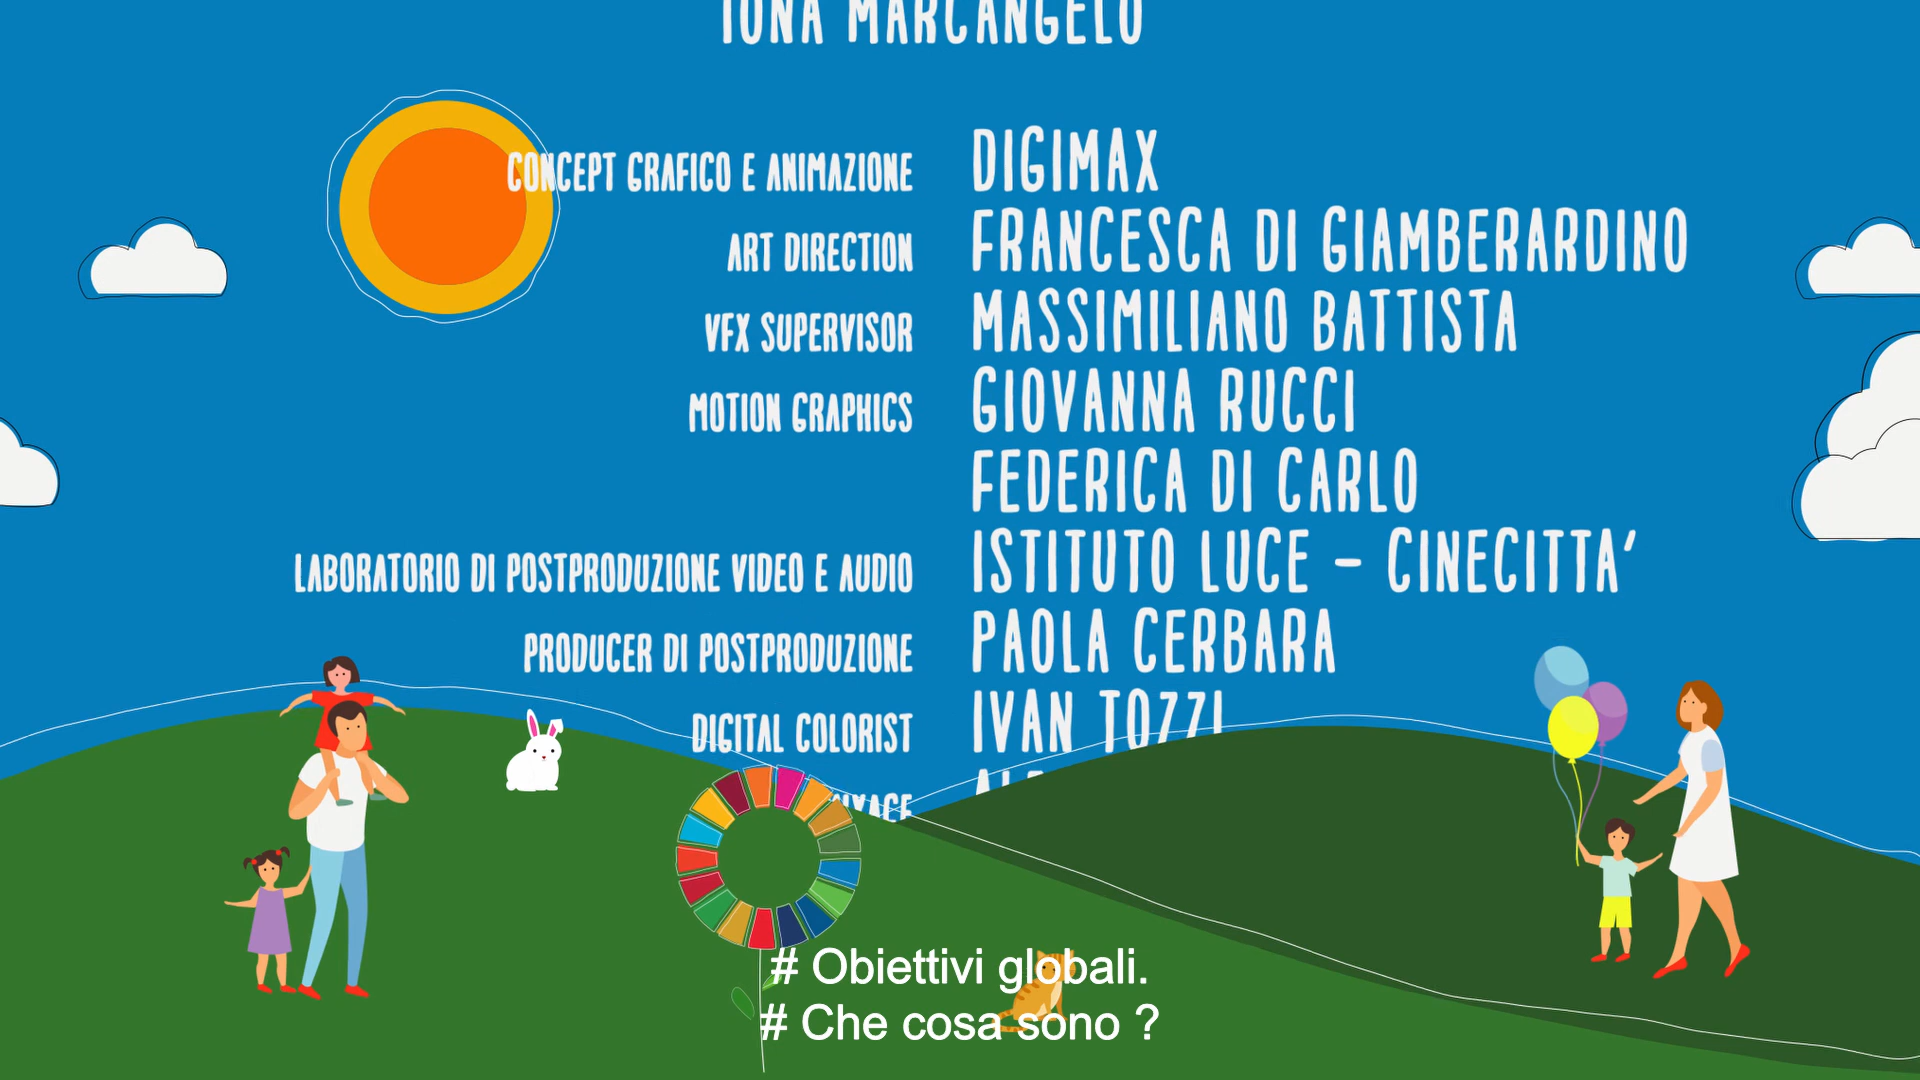 IONA MARCANGELO
CONCEPT GRAFICO E ANIMAZIONE DIGIMAX
ART DIRECTION FRANCESCA DI GIAMBERARDINO
VFX SUPERVISOR MASSIMILIANO BATTISTA
MOTION GRAPHICS GIOVANNA RUCCI
FEDERICA DI CARLO
LABORATORIO DI POSTPRODUZIONE VIDEO E AUDIO ISTITUTO LUCE – CINECITTA'
PRODUCER DI POSTPRODUZIONE PAOLA CERBARA
DIGITAL COLORIST IVAN TOZZI
# Obiettivi globali.
# Che cosa sono ?